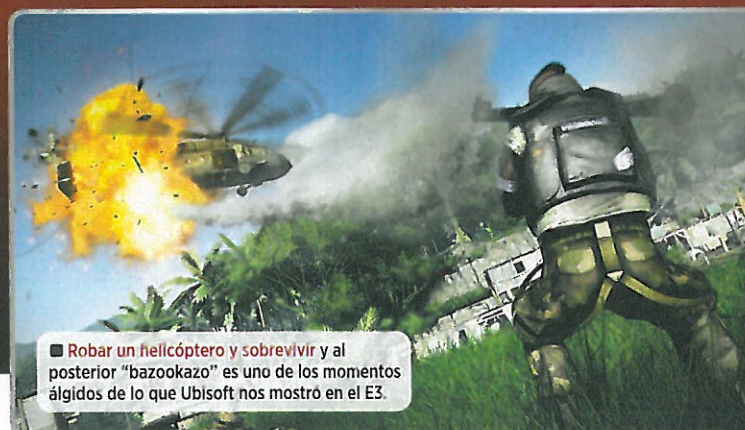 Robar un helicóptero y sobrevivir y al
posterior "bazookazo" es uno de los momentos
álgidos de lo que Ubisoft nos mostró en el E3.